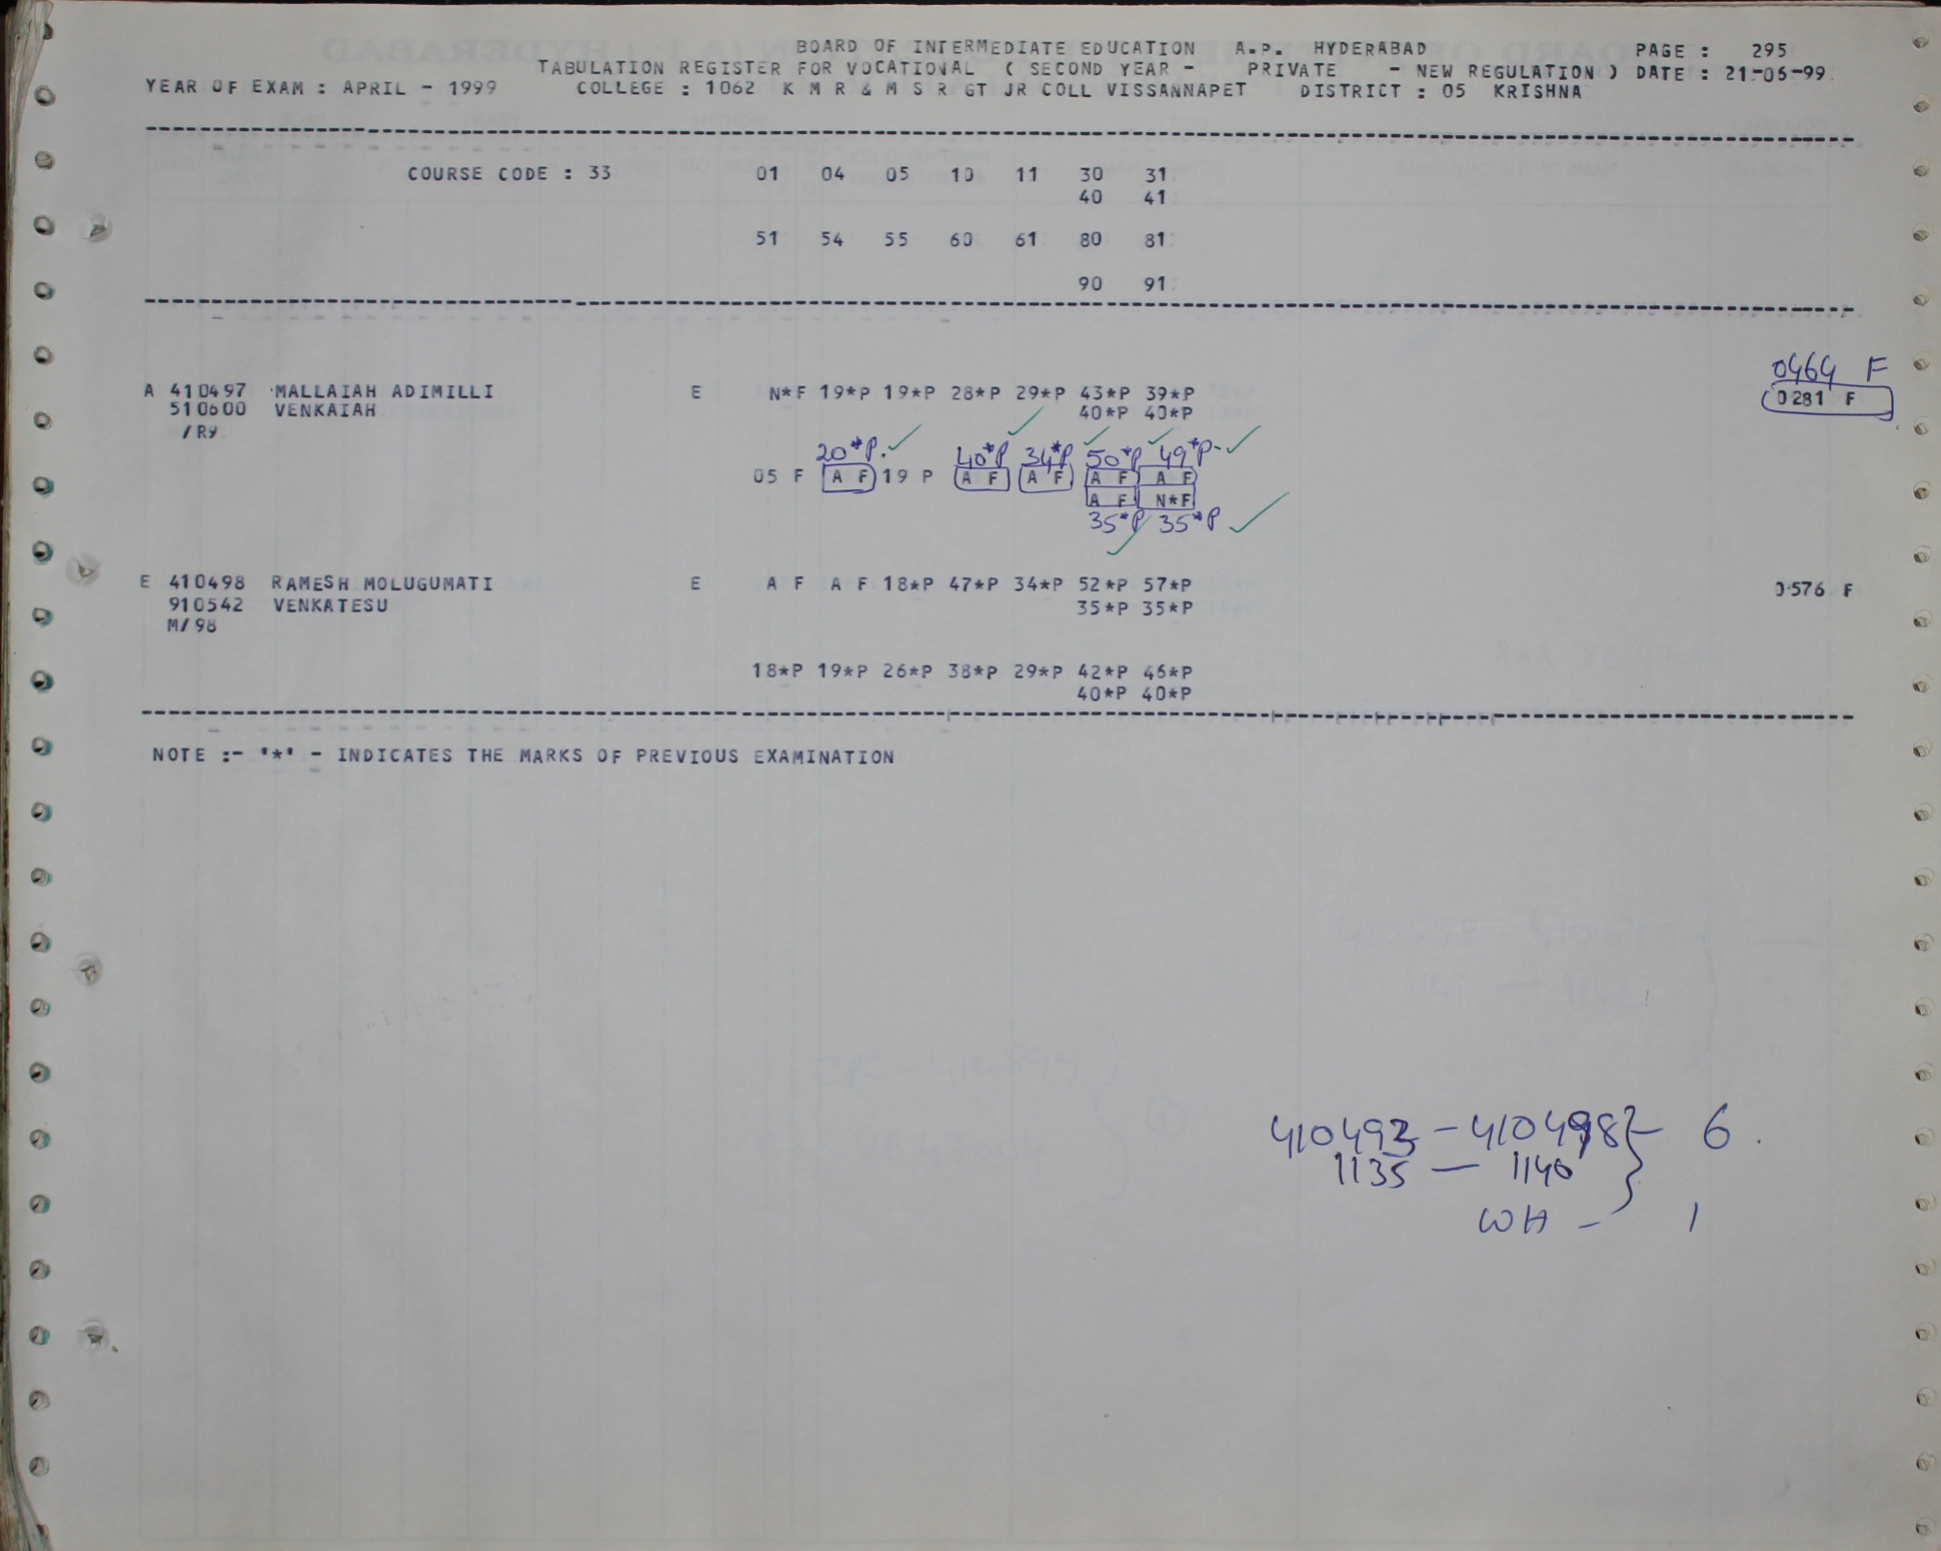 BOARD OF INTERMEDIATE EDUCATION A.P. HYDERABAD PAGE : 295
TABULATION REGISTER FOR VOCATIONAL ( SECOND YEAR - PRIVATE - NEW REGULATION ) DATE : 21-06-99
YEAR OF EXAM : APRIL - 1999 COLLEGE : 1062 K M R & M S R GT JR COLL VISSANNAPET DISTRICT : 05 KRISHNA
COURSE CODE : 33 01 04 05 10 11 30 31
40 41
51 54 55 60 61 80 81
90 91
0464 F
A 410497 MALLAIAH ADIMILLI E N*F 19*P 19*P 28*P 29*P 43*P 39*P 0281 F
510600 VENKAIAH 40*P 40*P
/R9
20*P. 40*P 34*P 50*P 49*P
05 F A F 19 P A F A F A F A F
A F N*F
35*P 35*P
E 410498 RAMESH MOLUGUMATI E A F A F 18*P 47*P 34*P 52*P 57*P 0576 F
910542 VENKATESU 35*P 35*P
M/98
18*P 19*P 26*P 38*P 29*P 42*P 46*P
40*P 40*P
NOTE :- '*' - INDICATES THE MARKS OF PREVIOUS EXAMINATION
410493 - 410498 - 6
1135 - 1140
WH - 1